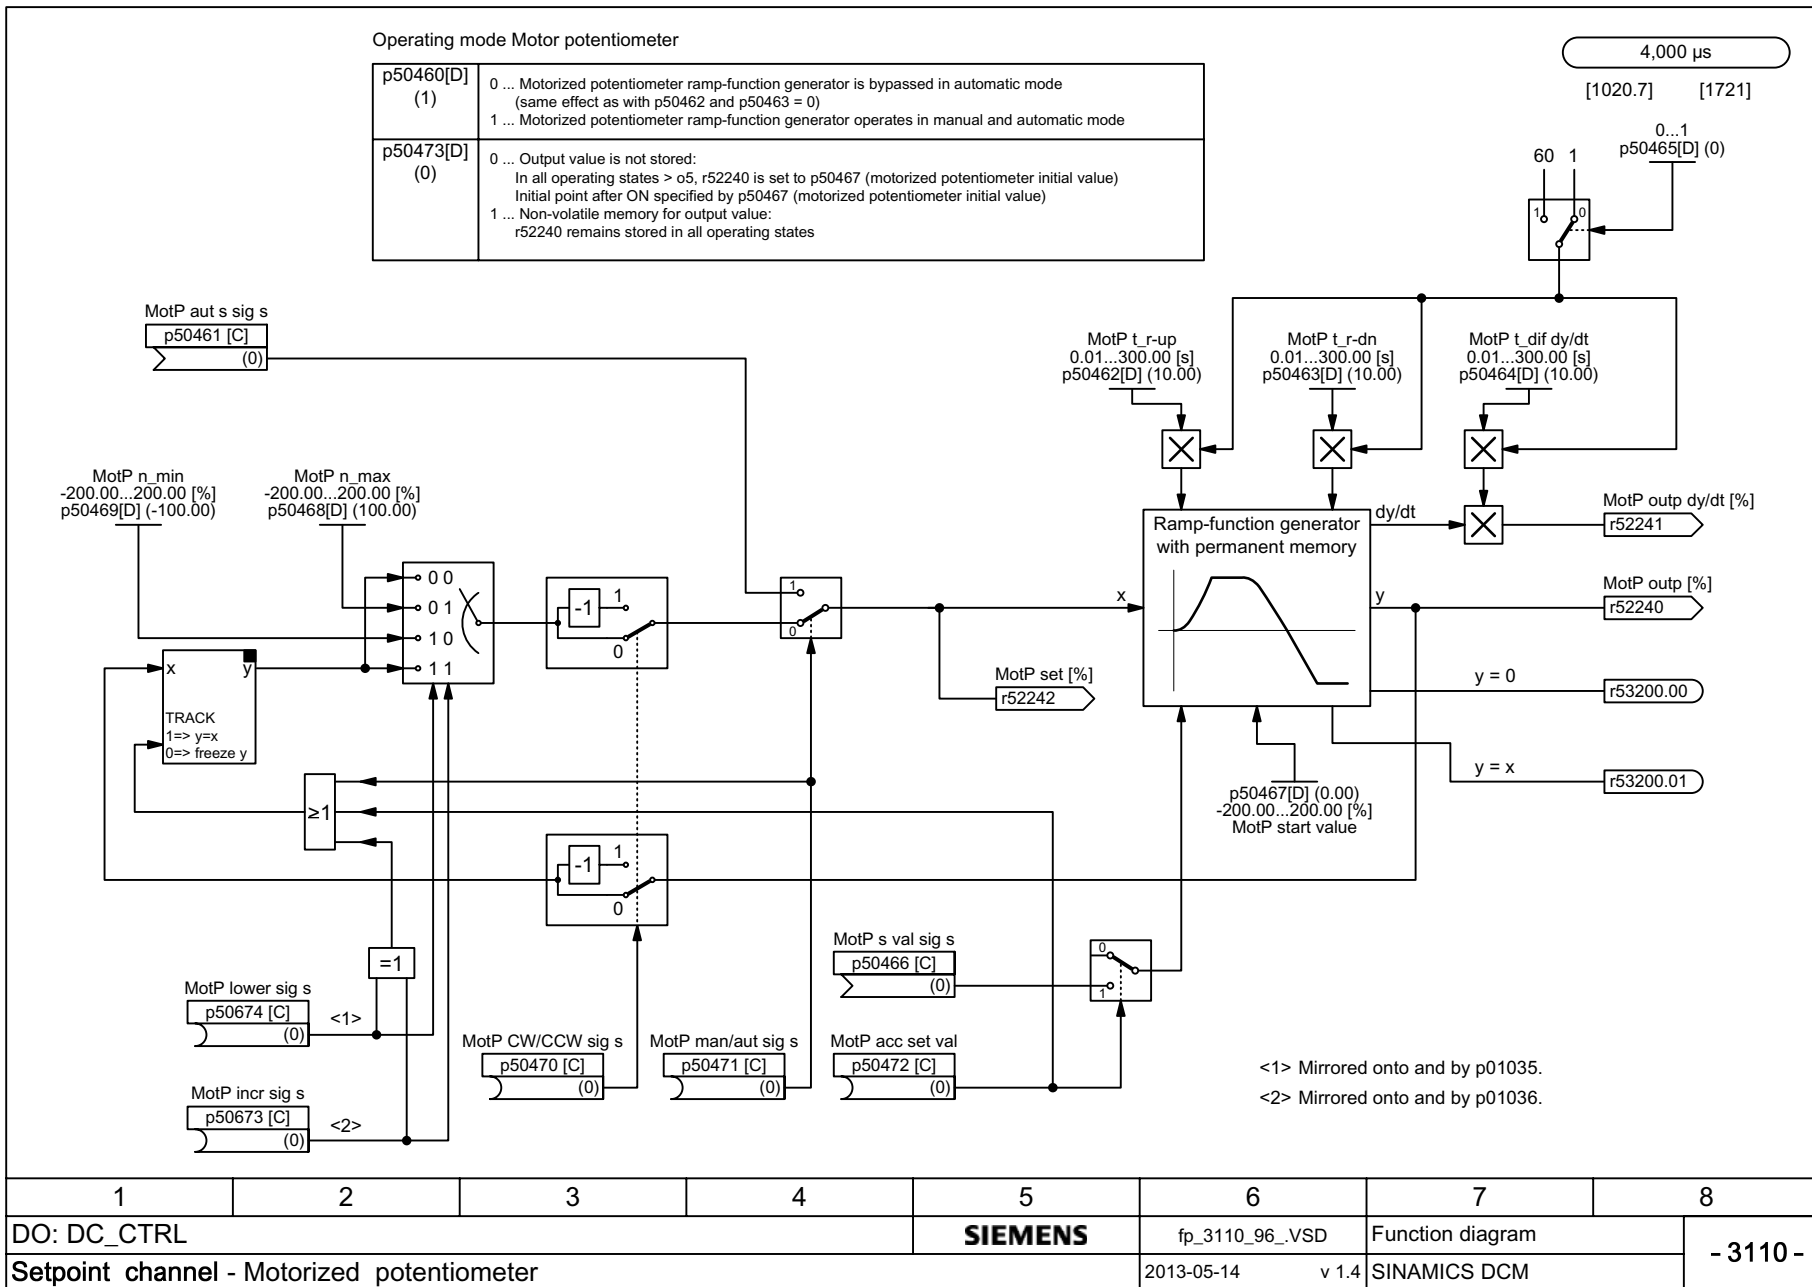 Operating mode Motor potentiometer
p50460[D]
(1)
0 ... Motorized potentiometer ramp-function generator is bypassed in automatic mode
(same effect as with p50462 and p50463 = 0)
1 ... Motorized potentiometer ramp-function generator operates in manual and automatic mode
p50473[D]
(0)
0 ... Output value is not stored:
In all operating states > o5, r52240 is set to p50467 (motorized potentiometer initial value)
Initial point after ON specified by p50467 (motorized potentiometer initial value)
1 ... Non-volatile memory for output value:
r52240 remains stored in all operating states
4,000 µs
[1020.7] [1721]
0...1
p50465[D] (0)
60 1
1 0
MotP aut s sig s
p50461 [C]
(0)
MotP t_r-up
0.01...300.00 [s]
p50462[D] (10.00)
MotP t_r-dn
0.01...300.00 [s]
p50463[D] (10.00)
MotP t_dif dy/dt
0.01...300.00 [s]
p50464[D] (10.00)
MotP n_min
-200.00...200.00 [%]
p50469[D] (-100.00)
MotP n_max
-200.00...200.00 [%]
p50468[D] (100.00)
0 0
0 1
1 0
1 1
-1
1
0
1
0
x
Ramp-function generator
with permanent memory
dy/dt
MotP outp dy/dt [%]
r52241
y
MotP outp [%]
r52240
y = 0
r53200.00
y = x
r53200.01
MotP set [%]
r52242
x y
TRACK
1=> y=x
0=> freeze y
≥1
p50467[D] (0.00)
-200.00...200.00 [%]
MotP start value
-1
1
0
=1
MotP s val sig s
p50466 [C]
(0)
0
1
MotP lower sig s
p50674 [C]
(0)
<1>
MotP CW/CCW sig s
p50470 [C]
(0)
MotP man/aut sig s
p50471 [C]
(0)
MotP acc set val
p50472 [C]
(0)
MotP incr sig s
p50673 [C]
(0)
<2>
<1> Mirrored onto and by p01035.
<2> Mirrored onto and by p01036.
1 2 3 4 5 6 7 8
DO: DC_CTRL
SIEMENS
fp_3110_96_.VSD
Function diagram
- 3110 -
Setpoint channel - Motorized potentiometer
2013-05-14 v 1.4
SINAMICS DCM